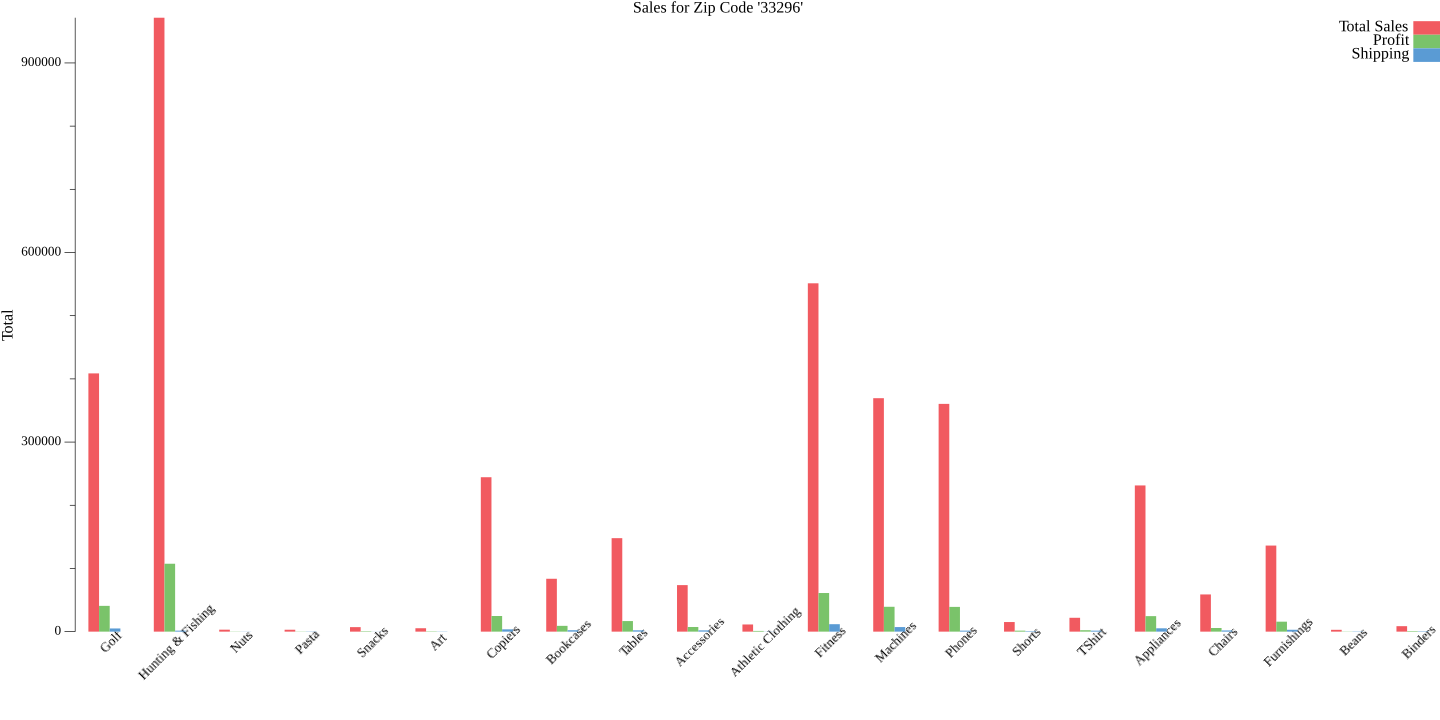 Sales for Zip Code '33296'
Total Sales
Profit
Shipping
900000
600000
300000
0
Total
Golf
Hunting & Fishing
Nuts
Pasta
Snacks
Art
Copiers
Bookcases
Tables
Accessories
Athletic Clothing
Fitness
Machines
Phones
Shorts
TShirt
Appliances
Chairs
Furnishings
Beans
Binders